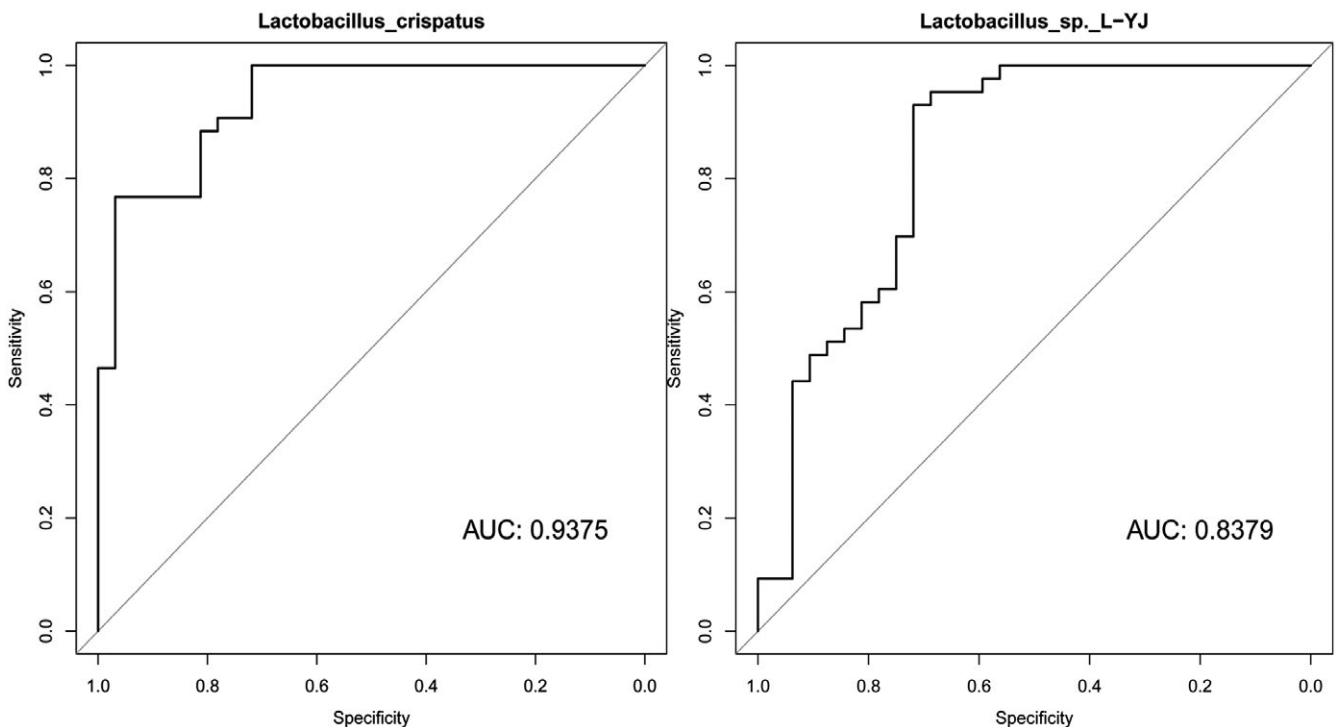 Lactobacillus_crispatus
Sensitivity
1.0
0.8
0.6
0.4
0.2
0.0
AUC: 0.9375
1.0 0.8 0.6 0.4 0.2 0.0
Specificity
Lactobacillus_sp._L−YJ
Sensitivity
1.0
0.8
0.6
0.4
0.2
0.0
AUC: 0.8379
1.0 0.8 0.6 0.4 0.2 0.0
Specificity